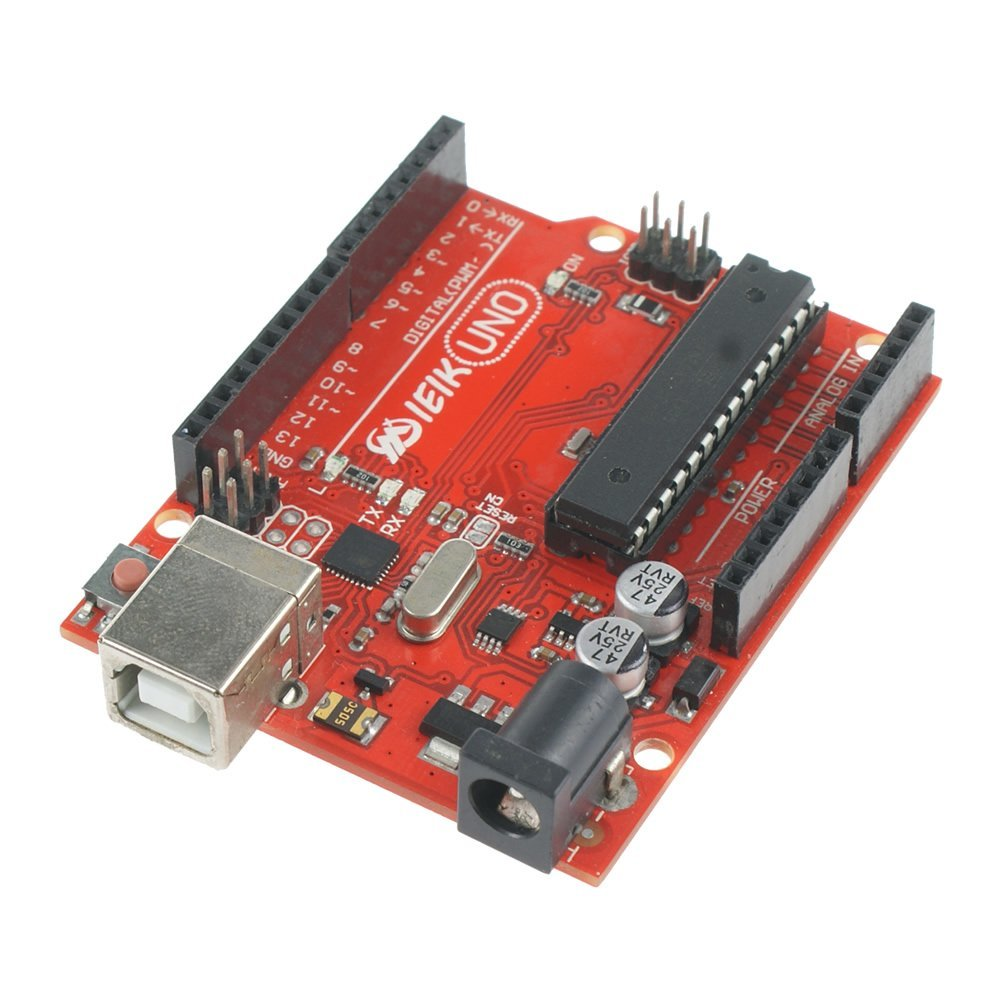 RX←0
TX→1
2
~3
4
~5
~6
7
8
~9
~10
~11
12
13
GND
DIGITAL(PWM~)
IEIK
UNO
ON
L
TX
RX
RESET
ANALOG IN
POWER
47
25V
RVT
47
25V
RVT
505C